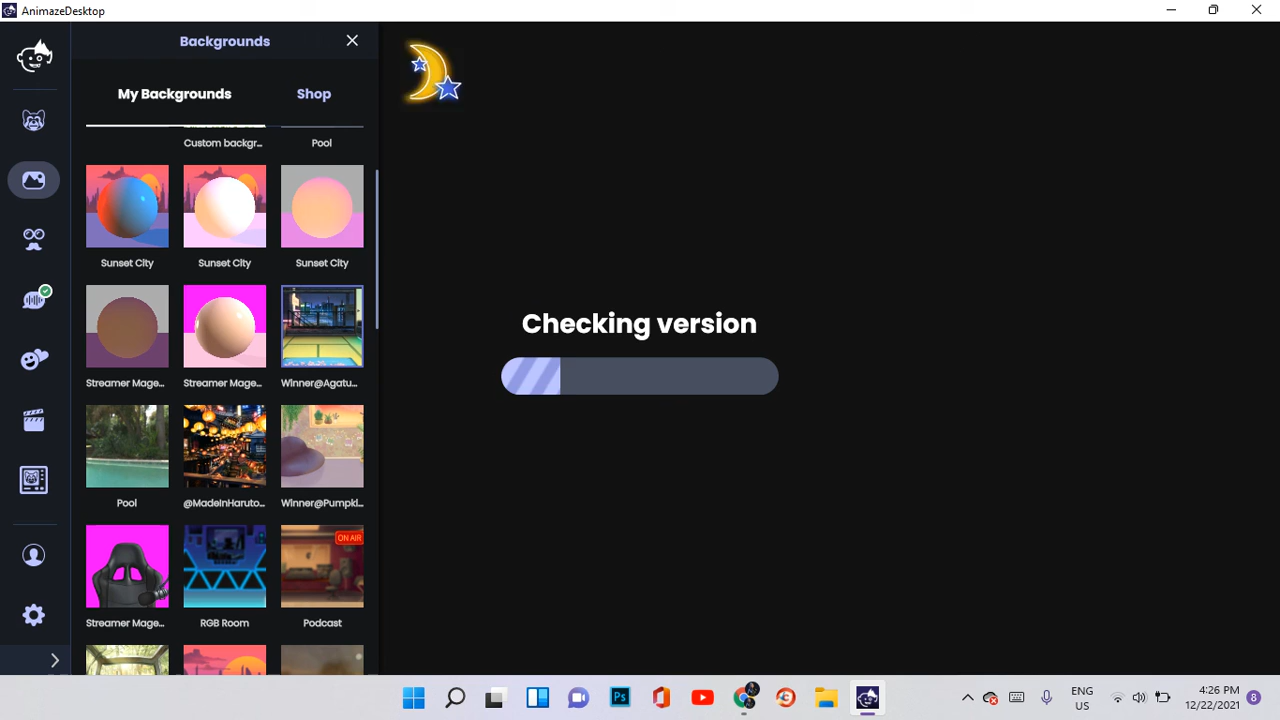 AnimazeDesktop
Backgrounds
My Backgrounds
Shop
Custom backgr...
Pool
Sunset City
Sunset City
Sunset City
Streamer Mage...
Streamer Mage...
Winner@Agatu...
Pool
@MadeInHaruto...
Winner@Pumpki...
ON AIR
Streamer Mage...
RGB Room
Podcast
Checking version
Ps
ENG
US
4:26 PM
12/22/2021
8